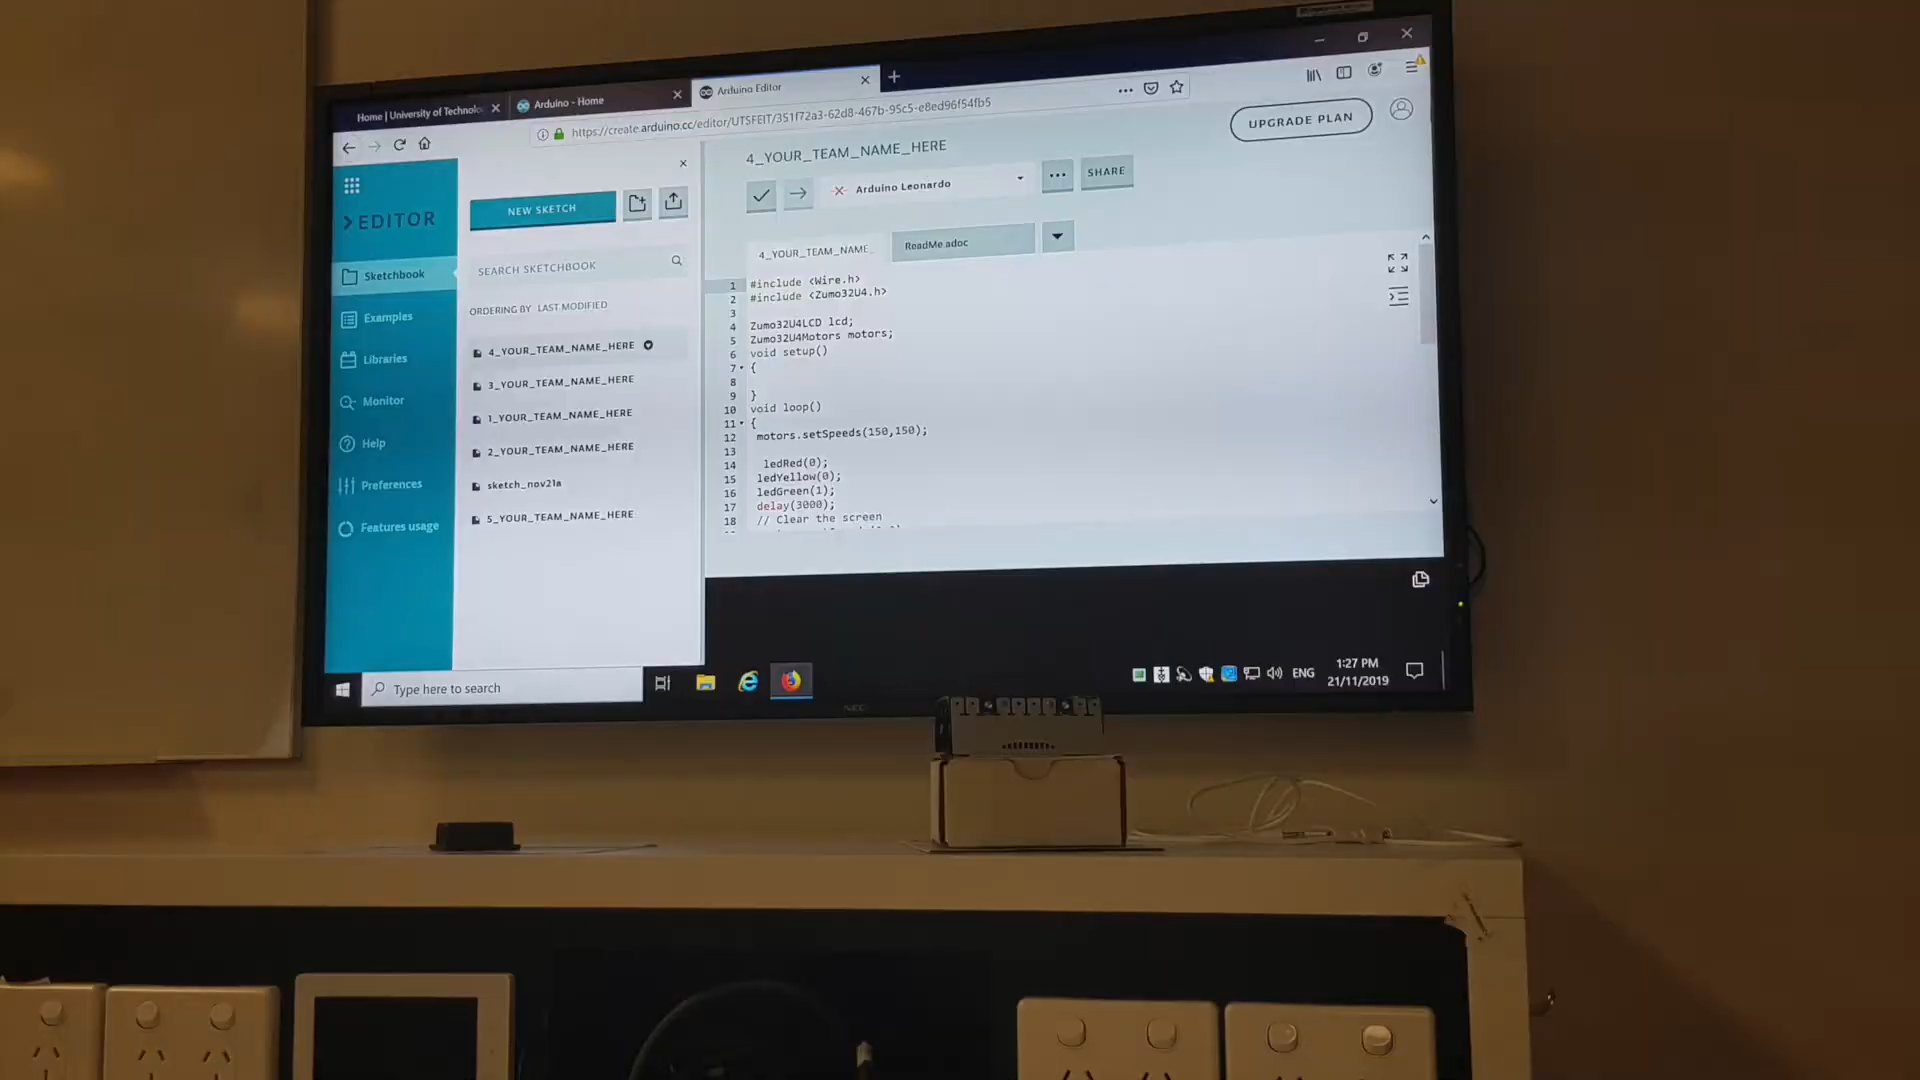 Home | University of Technolo
Arduino - Home
Arduino Editor
https://create.arduino.cc/editor/UTSFEIT/351f72a3-62d8-467b-95c5-e8ed96f54fb5
UPGRADE PLAN
EDITOR
Sketchbook
Examples
Libraries
Monitor
Help
Preferences
Features usage
NEW SKETCH
SEARCH SKETCHBOOK
ORDERING BY LAST MODIFIED
4_YOUR_TEAM_NAME_HERE
3_YOUR_TEAM_NAME_HERE
1_YOUR_TEAM_NAME_HERE
2_YOUR_TEAM_NAME_HERE
sketch_nov21a
5_YOUR_TEAM_NAME_HERE
4_YOUR_TEAM_NAME_HERE
Arduino Leonardo
SHARE
4_YOUR_TEAM_NAME_
ReadMe.adoc
1 #include <Wire.h>
2 #include <Zumo32U4.h>
3
4 Zumo32U4LCD lcd;
5 Zumo32U4Motors motors;
6 void setup()
7 {
8
9 }
10 void loop()
11 {
12 motors.setSpeeds(150,150);
13
14 ledRed(0);
15 ledYellow(0);
16 ledGreen(1);
17 delay(3000);
18 // Clear the screen
Type here to search
ENG
1:27 PM
21/11/2019
NEC